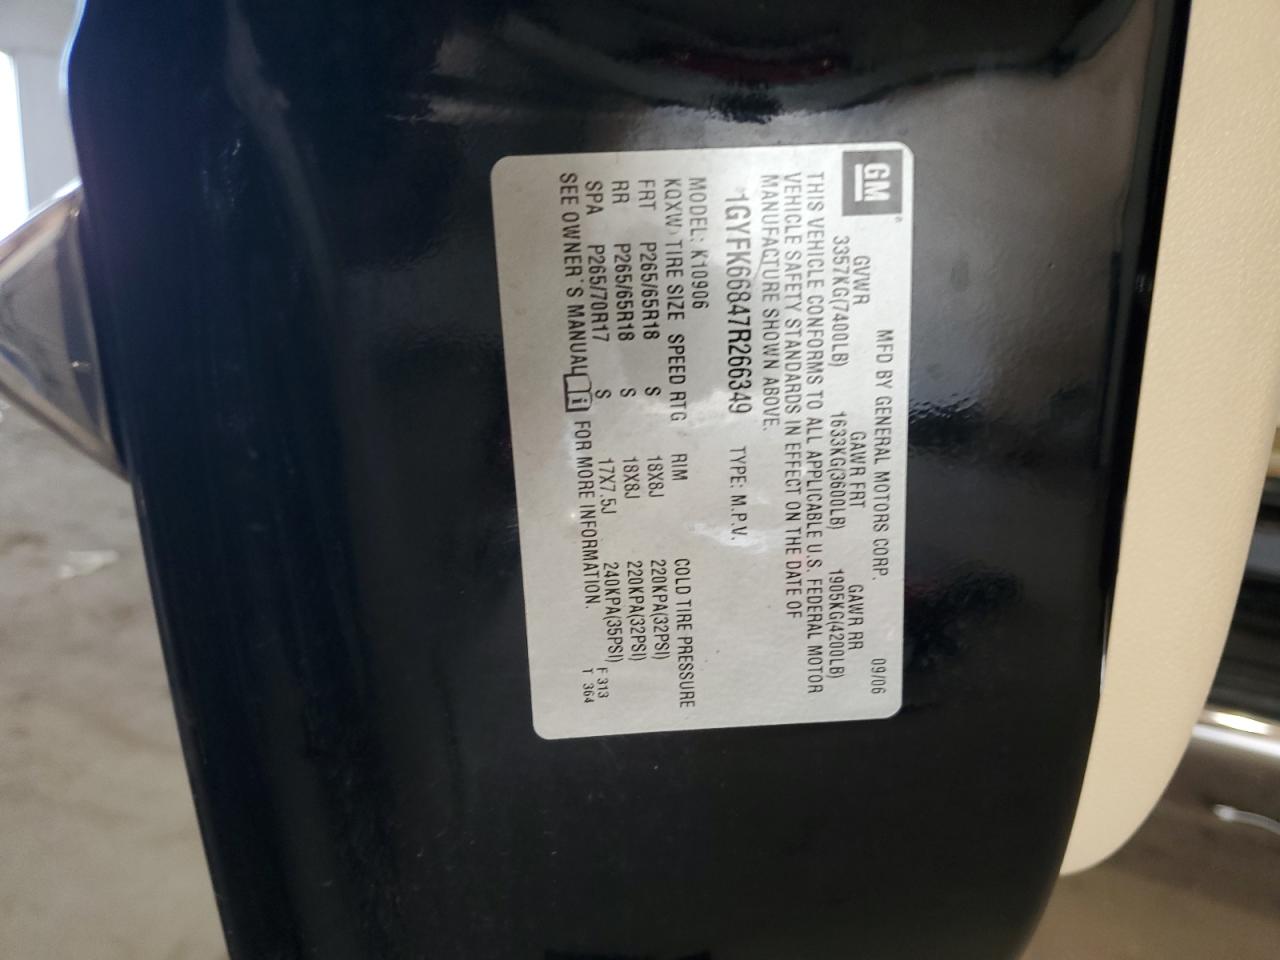 GM
MFD BY GENERAL MOTORS CORP. 09/06
GVWR GAWR FRT GAWR RR
3357KG(7400LB) 1633KG(3600LB) 1905KG(4200LB)
THIS VEHICLE CONFORMS TO ALL APPLICABLE U.S. FEDERAL MOTOR
VEHICLE SAFETY STANDARDS IN EFFECT ON THE DATE OF
MANUFACTURE SHOWN ABOVE.
1GYFK66847R266349 TYPE: M.P.V.
MODEL: K10906
KQXW TIRE SIZE SPEED RTG RIM COLD TIRE PRESSURE
FRT P265/65R18 S 18X8J 220KPA(32PSI)
RR P265/65R18 S 18X8J 220KPA(32PSI)
SPA P265/70R17 S 17X7.5J 240KPA(35PSI)
SEE OWNER'S MANUAL i FOR MORE INFORMATION.
F 313
T 364